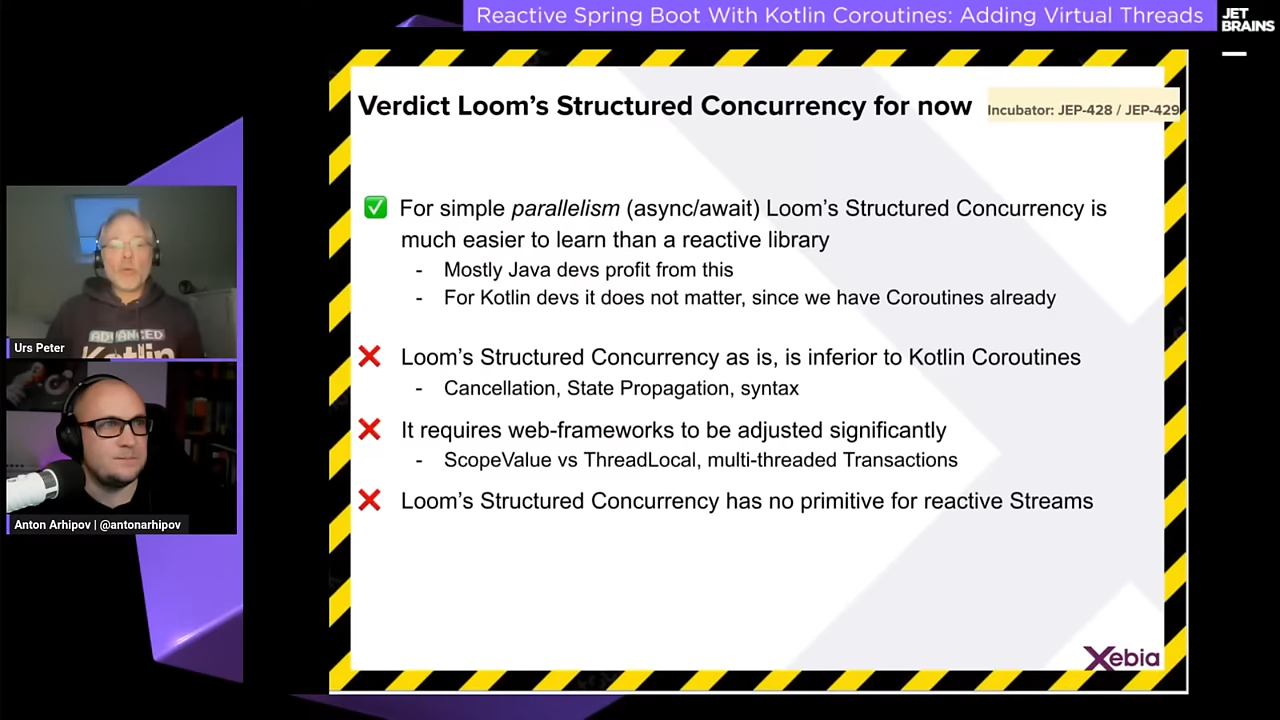 Reactive Spring Boot With Kotlin Coroutines: Adding Virtual Threads
JET
BRAINS
Verdict Loom's Structured Concurrency for now
Incubator: JEP-428 / JEP-429
✅ For simple parallelism (async/await) Loom's Structured Concurrency is
much easier to learn than a reactive library
- Mostly Java devs profit from this
- For Kotlin devs it does not matter, since we have Coroutines already
❌ Loom's Structured Concurrency as is, is inferior to Kotlin Coroutines
- Cancellation, State Propagation, syntax
❌ It requires web-frameworks to be adjusted significantly
- ScopeValue vs ThreadLocal, multi-threaded Transactions
❌ Loom's Structured Concurrency has no primitive for reactive Streams
Xebia
ADVANCED
Kotlin
Urs Peter
Anton Arhipov | @antonarhipov